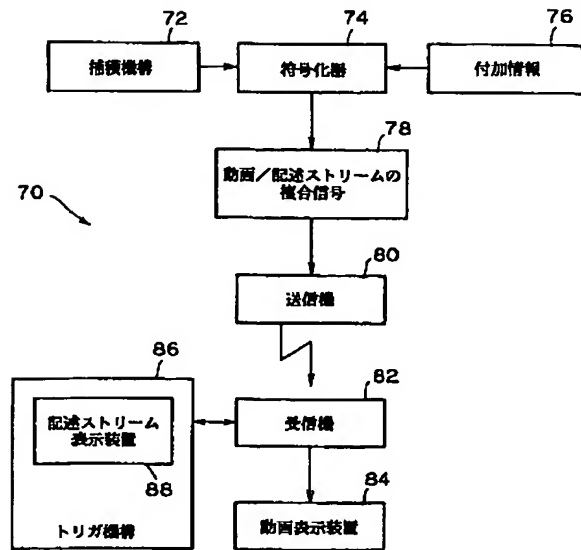 72
74
76
捕獲機構
符号化器
付加情報
78
動画／記述ストリームの
複合信号
70
80
送信機
86
82
記述ストリーム
表示装置
88
受信機
84
トリガ機構
動画表示装置